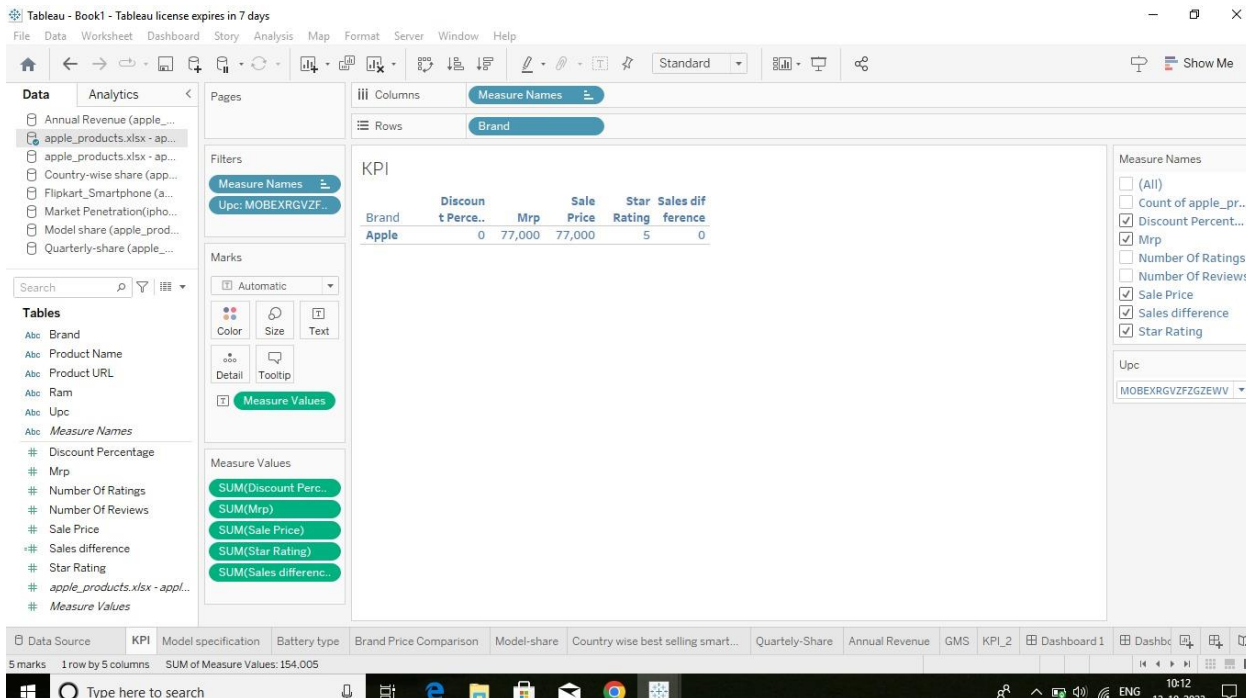 Tableau - Book1 - Tableau license expires in 7 days
File Data Worksheet Dashboard Story Analysis Map Format Server Window Help
Standard
Show Me
Data Analytics
Annual Revenue (apple_...
apple_products.xlsx - ap...
apple_products.xlsx - ap...
Country-wise share (app...
Flipkart_Smartphone (a...
Market Penetration(ipho...
Model share (apple_prod...
Quarterly-share (apple_...
Search
Tables
Abc Brand
Abc Product Name
Abc Product URL
Abc Ram
Abc Upc
Abc Measure Names
# Discount Percentage
# Mrp
# Number Of Ratings
# Number Of Reviews
# Sale Price
=# Sales difference
# Star Rating
# apple_products.xlsx - appl...
# Measure Values
Pages
Filters
Measure Names
Upc: MOBEXRGVZF..
Marks
Automatic
Color Size Text
Detail Tooltip
Measure Values
Measure Values
SUM(Discount Perc..
SUM(Mrp)
SUM(Sale Price)
SUM(Star Rating)
SUM(Sales differenc..
Columns Measure Names
Rows Brand
KPI
Discoun Sale Star Sales dif
Brand t Perce.. Mrp Price Rating ference
Apple 0 77,000 77,000 5 0
Measure Names
(All)
Count of apple_pr...
Discount Percent...
Mrp
Number Of Ratings
Number Of Reviews
Sale Price
Sales difference
Star Rating
Upc
MOBEXRGVZFZGZEWV
Data Source KPI Model specification Battery type Brand Price Comparison Model-share Country wise best selling smart... Quartely-Share Annual Revenue GMS KPI_2 Dashboard 1 Dashbc
5 marks 1 row by 5 columns SUM of Measure Values: 154,005
Type here to search
ENG
10:12